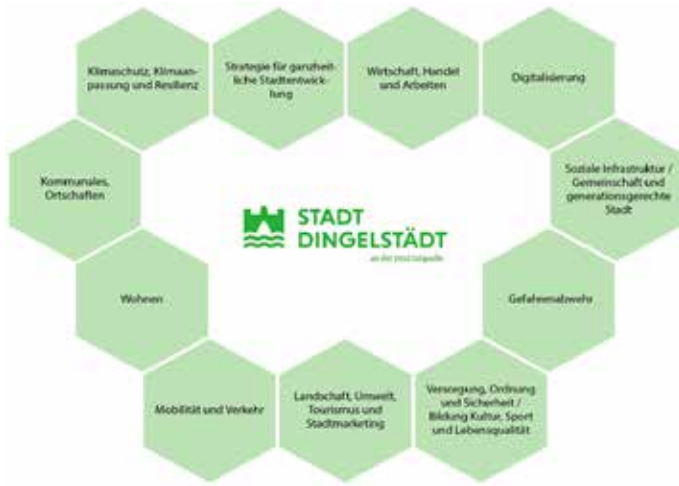 Klimaschutz, Klimaan-
passung und Resilienz
Strategie für ganzheit-
liche Stadtentwick-
lung
Wirtschaft, Handel
und Arbeiten
Digitalisierung
Kommunales,
Ortschaften
Soziale Infrastruktur /
Gemeinschaft und
generationsgerechte
Stadt
STADT
DINGELSTÄDT
an der
Wohnen
Gefahrenabwehr
Mobilität und Verkehr
Landschaft, Umwelt,
Tourismus und
Stadtmarketing
Versorgung, Ordnung
und Sicherheit /
Bildung Kultur, Sport
und Lebensqualität